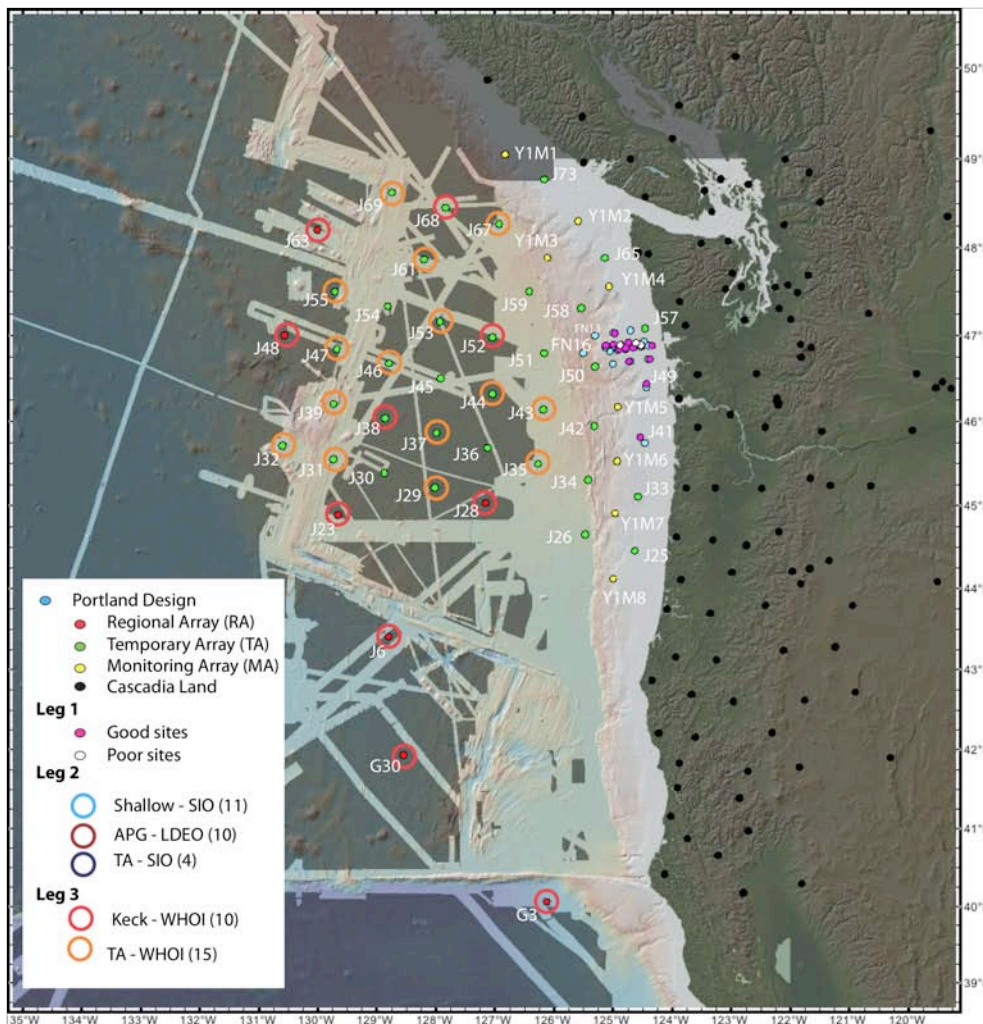 50°
49°
48°
47°
46°
45°
44°
43°
42°
41°
40°
39°
Y1M1
J73
J69
J68
J67
Y1M2
J63
Y1M3
J65
J61
Y1M4
J55
J59
J58
J54
J57
J53
FN13
J48
J52
FN16
J47
J51
J46
J50
J49
J45
J44
J39
J43
Y1M5
J38
J42
J41
J37
J32
J36
J31
J35
Y1M6
J30
J34
J29
J33
J28
Y1M7
J23
J26
J25
Y1M8
J6
G30
G3
Portland Design
Regional Array (RA)
Temporary Array (TA)
Monitoring Array (MA)
Cascadia Land
Leg 1
Good sites
Poor sites
Leg 2
Shallow - SIO (11)
APG - LDEO (10)
TA - SIO (4)
Leg 3
Keck - WHOI (10)
TA - WHOI (15)
35°W 134°W 133°W 132°W 131°W 130°W 129°W 128°W 127°W 126°W 125°W 124°W 123°W 122°W 121°W 120°W